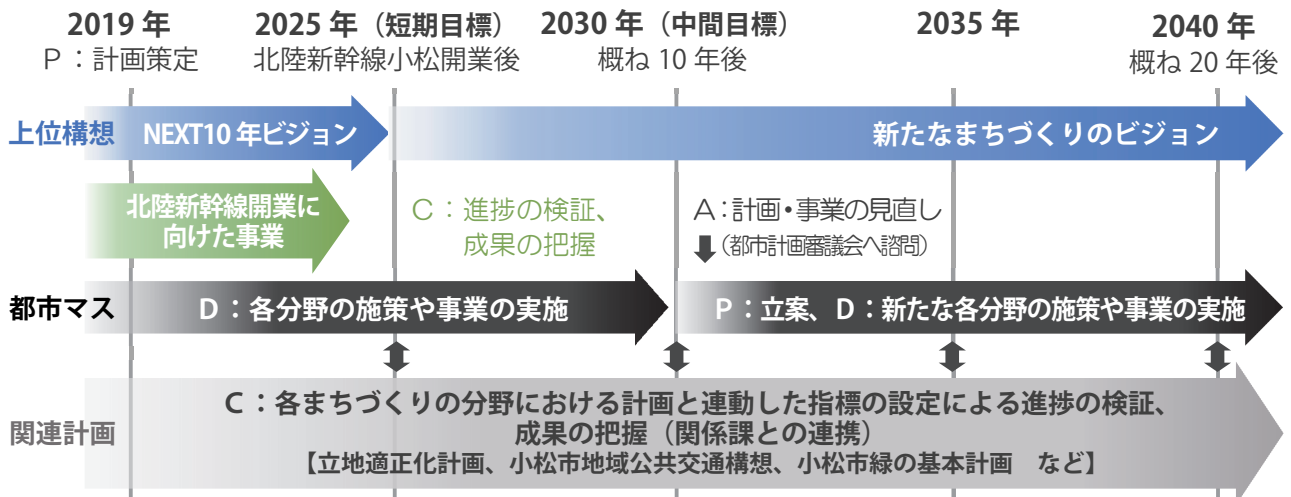 2019 年
P：計画策定
2025 年（短期目標）
北陸新幹線小松開業後
2030 年（中間目標）
概ね 10 年後
2035 年
2040 年
概ね 20 年後
上位構想
NEXT10 年ビジョン
新たなまちづくりのビジョン
北陸新幹線開業に
向けた事業
C：進捗の検証、
成果の把握
A：計画・事業の見直し
（都市計画審議会へ諮問）
都市マス
D：各分野の施策や事業の実施
P：立案、D：新たな各分野の施策や事業の実施
関連計画
C：各まちづくりの分野における計画と連動した指標の設定による進捗の検証、
成果の把握（関係課との連携）
【立地適正化計画、小松市地域公共交通構想、小松市緑の基本計画　など】